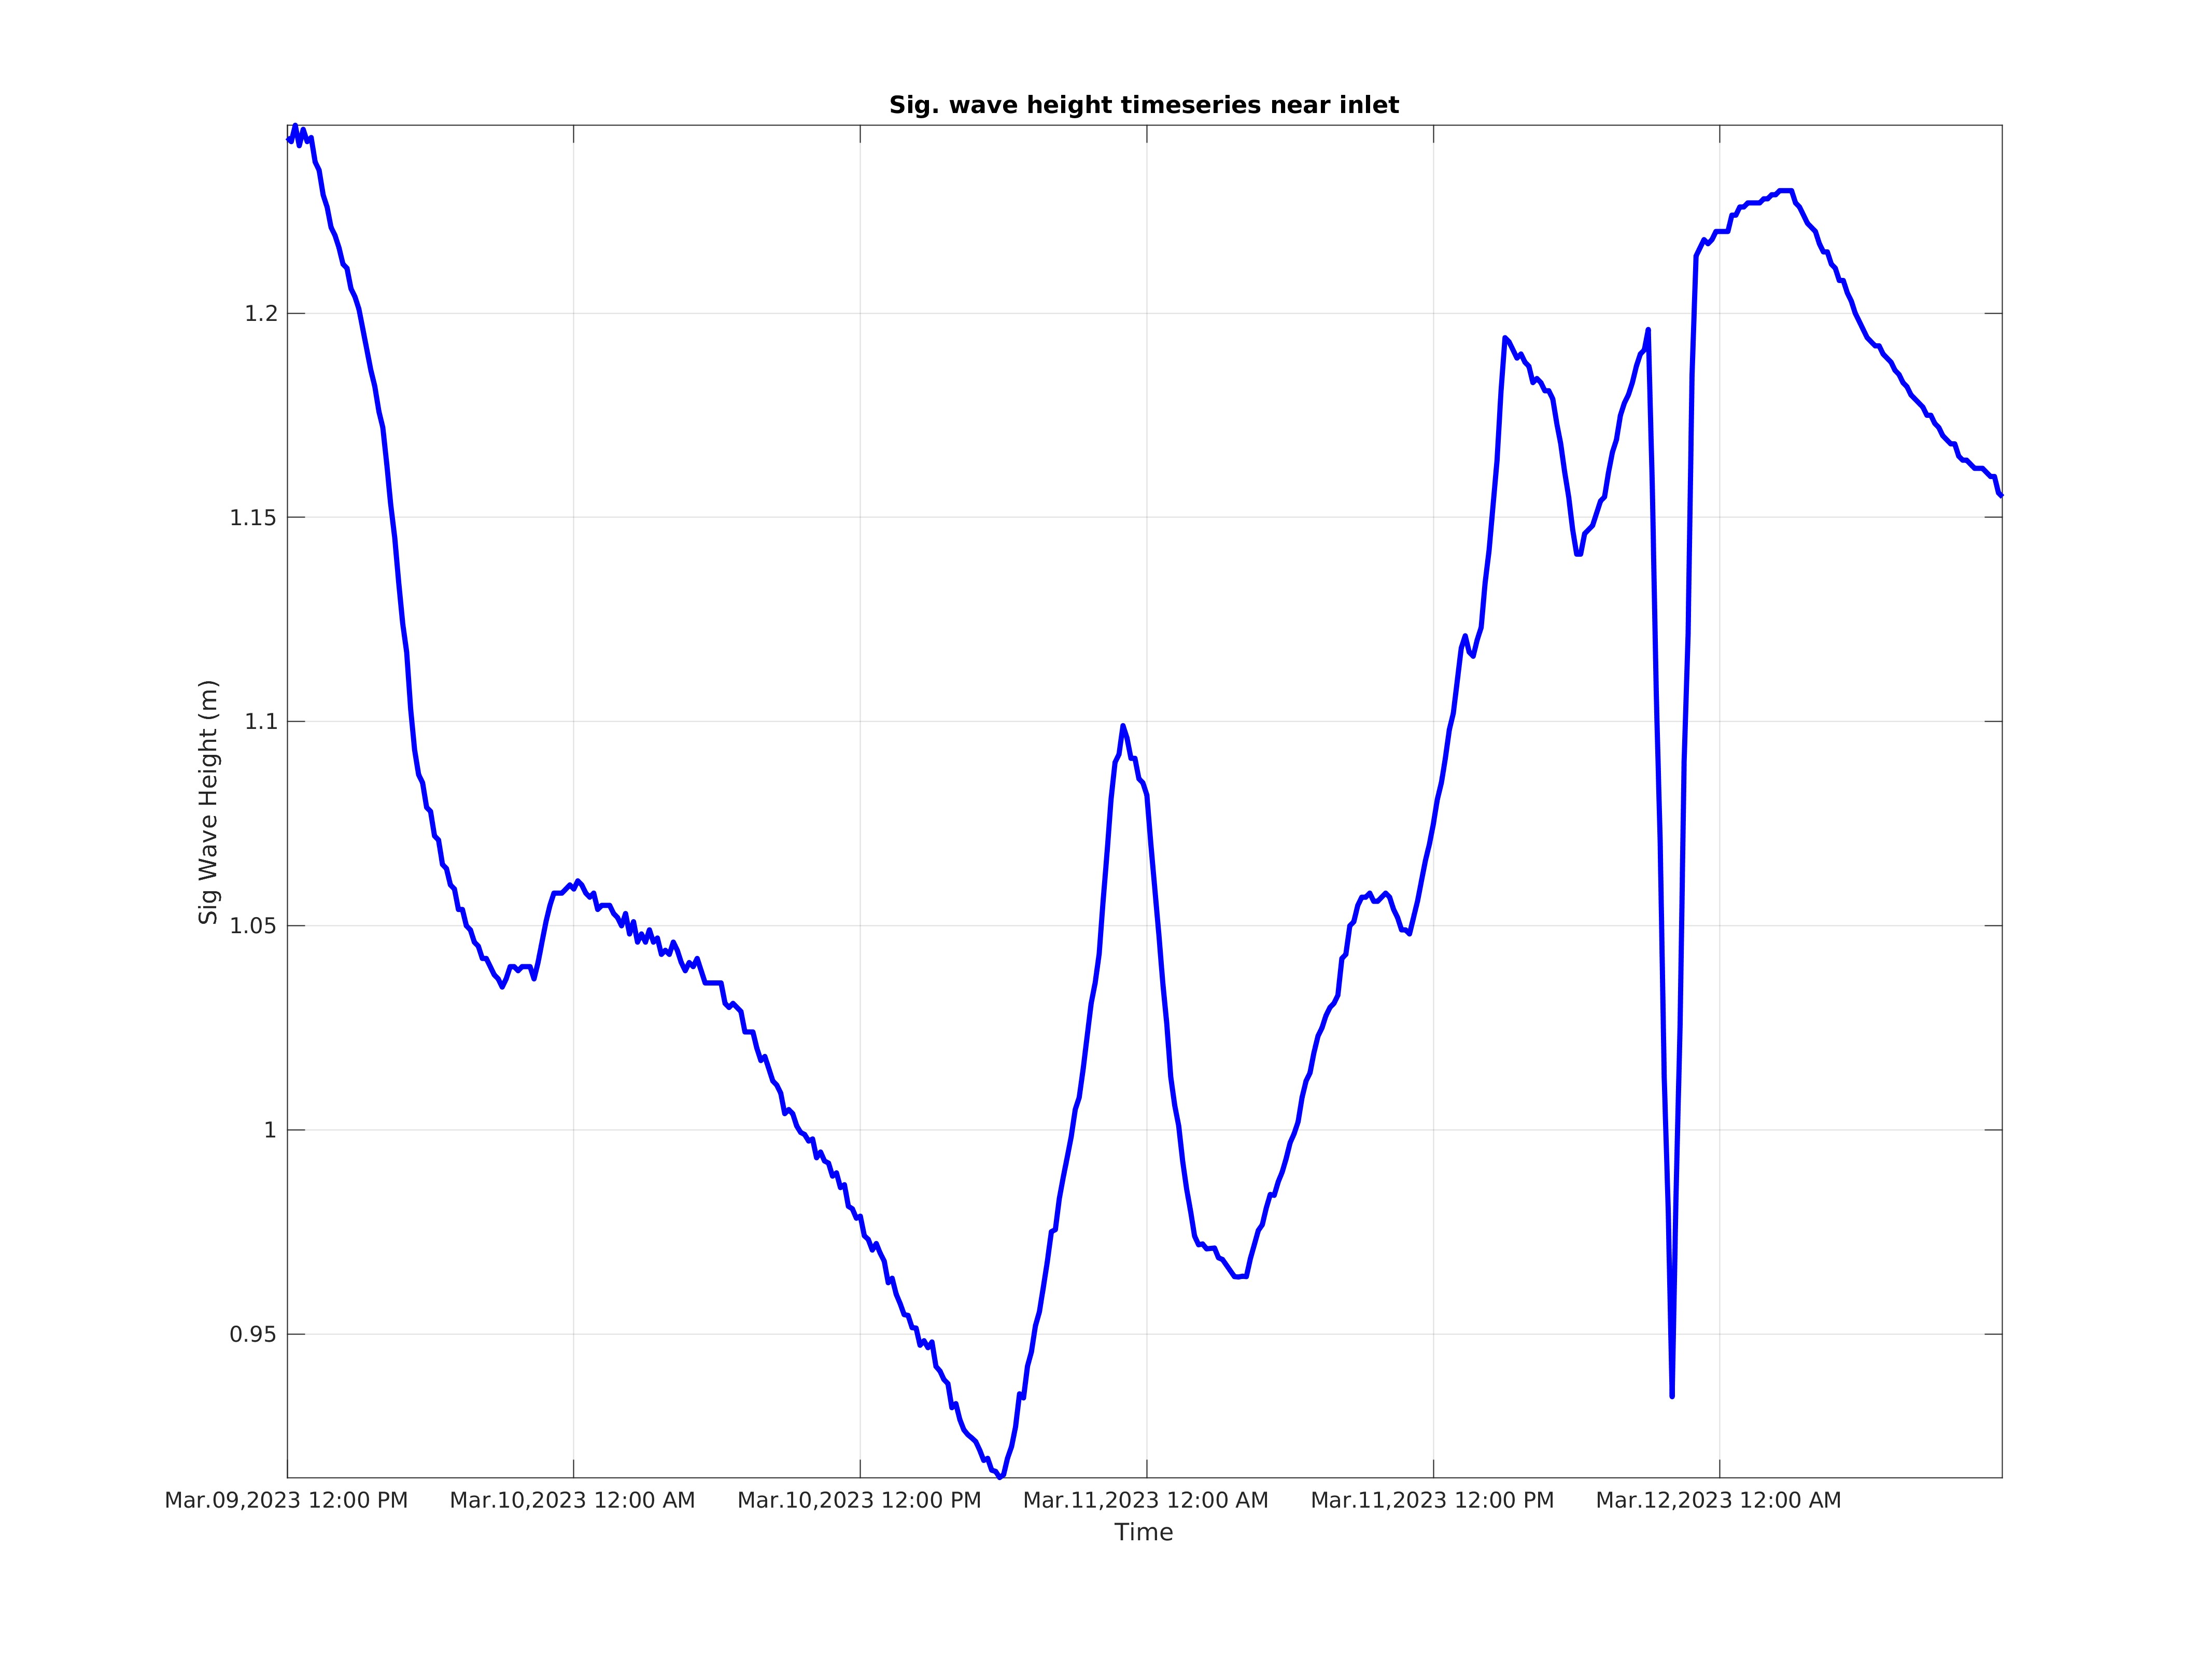 Sig. wave height timeseries near inlet
1.2
1.15
1.1
1.05
1
0.95
Sig Wave Height (m)
Mar.09,2023 12:00 PM Mar.10,2023 12:00 AM Mar.10,2023 12:00 PM Mar.11,2023 12:00 AM Mar.11,2023 12:00 PM Mar.12,2023 12:00 AM
Time